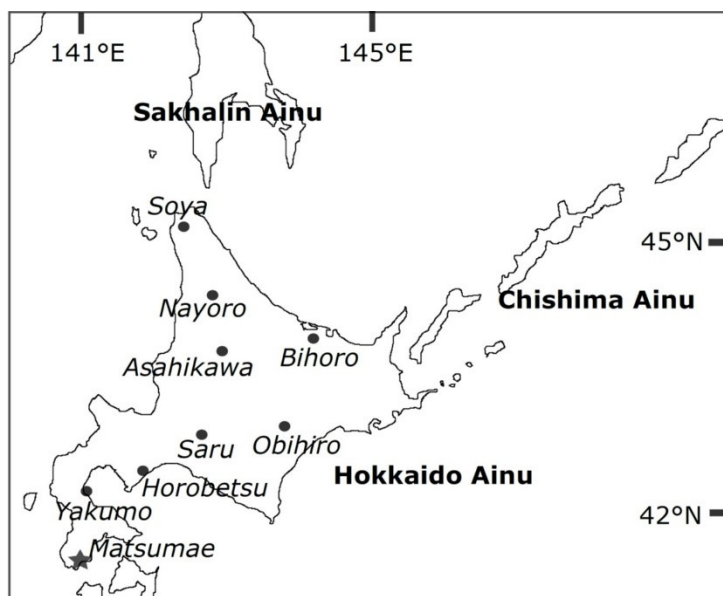 141°E 145°E
Sakhalin Ainu
Soya
45°N
Nayoro
Chishima Ainu
Asahikawa
Bihoro
Saru
Obihiro
Hokkaido Ainu
Horobetsu
Yakumo
42°N
Matsumae